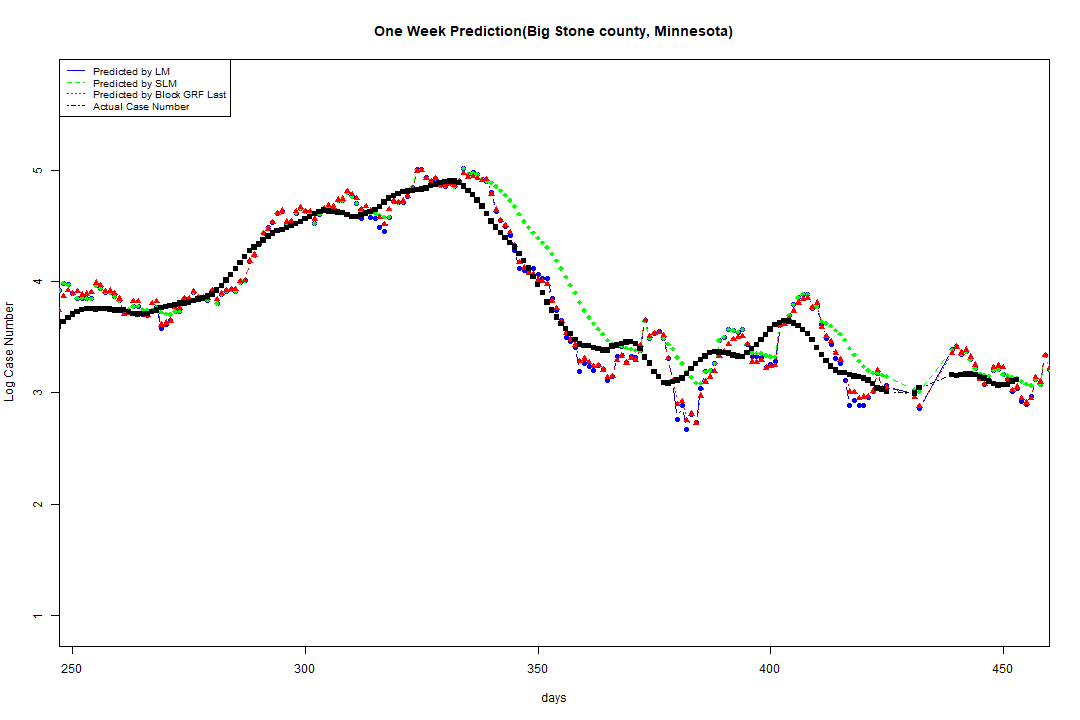 One Week Prediction(Big Stone county, Minnesota)
Predicted by LM
Predicted by SLM
Predicted by Block GRF Last
Actual Case Number
5
4
3
2
1
Log Case Number
250 300 350 400 450
days